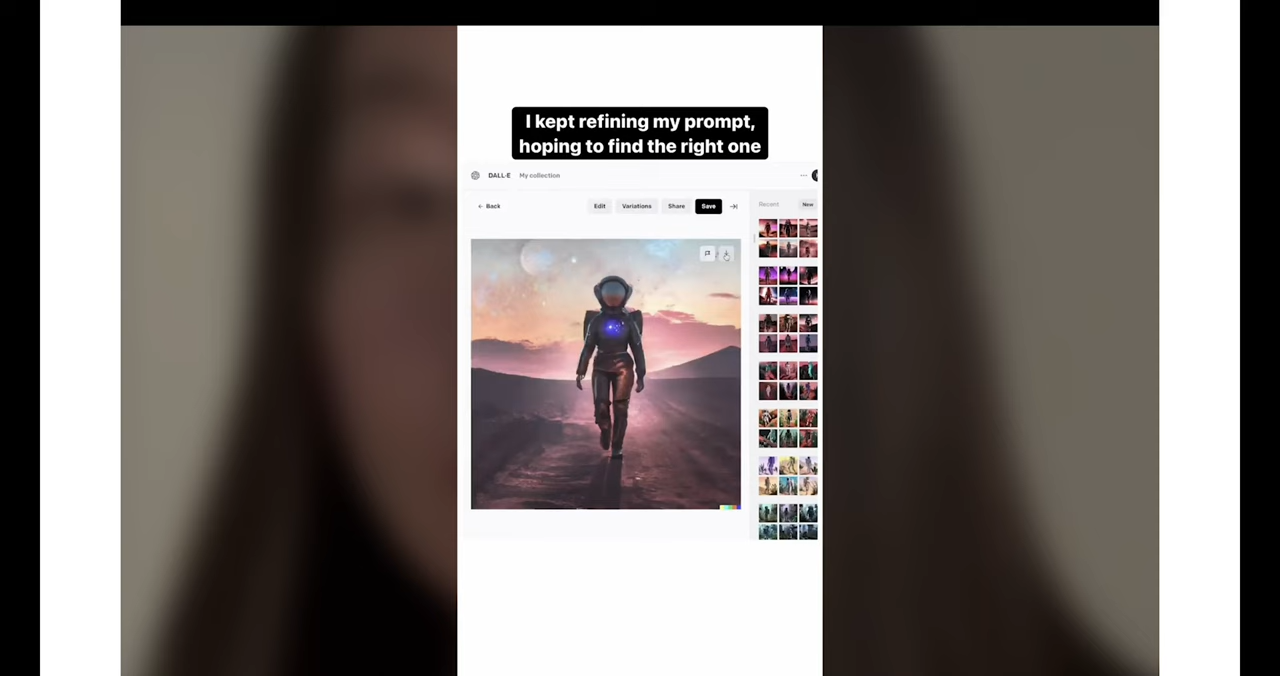 I kept refining my prompt,
hoping to find the right one
DALL·E My collection
← Back Edit Variations Share Save
Recent New